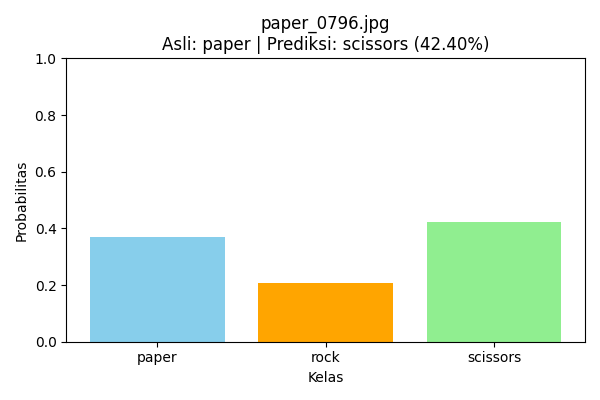 paper_0796.jpg
Asli: paper | Prediksi: scissors (42.40%)
1.0
0.8
0.6
0.4
0.2
0.0
Probabilitas
paper rock scissors
Kelas